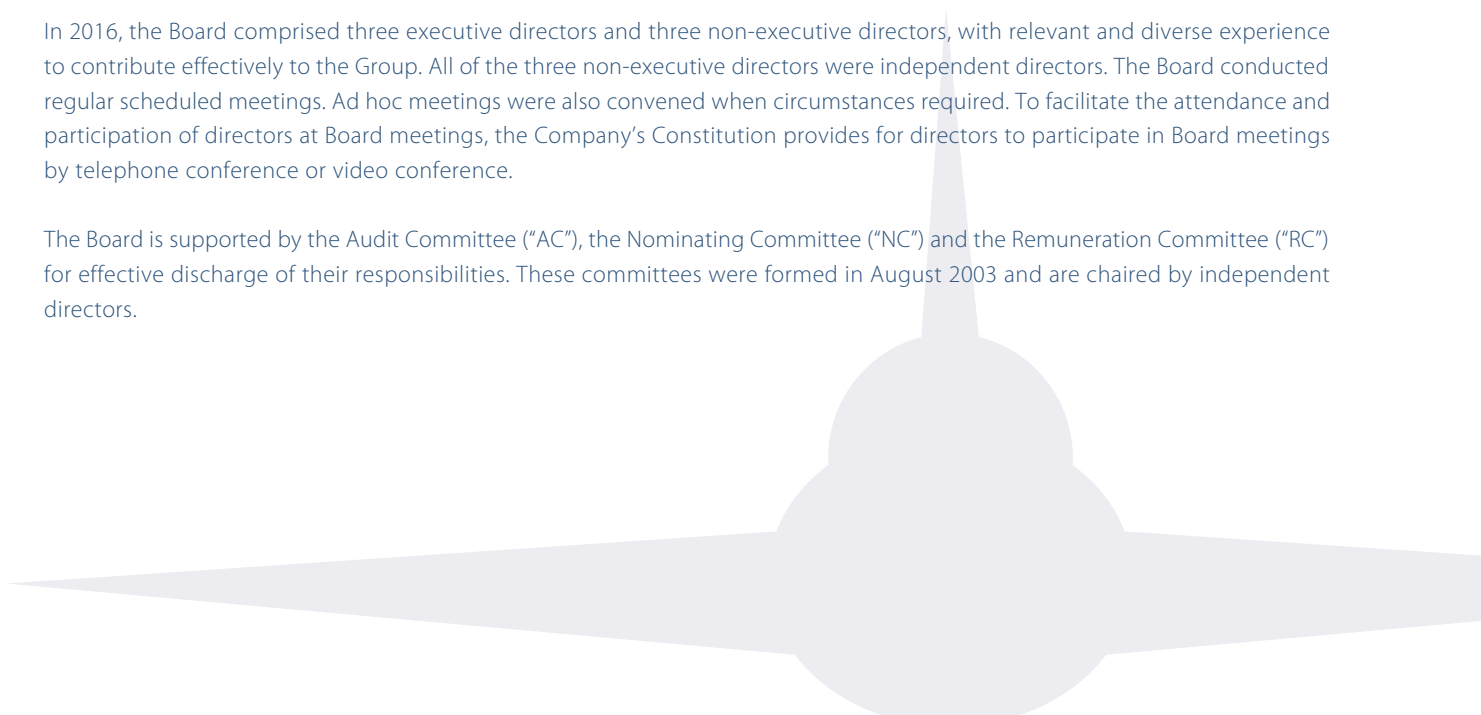 In 2016, the Board comprised three executive directors and three non-executive directors, with relevant and diverse experience
to contribute effectively to the Group. All of the three non-executive directors were independent directors. The Board conducted
regular scheduled meetings. Ad hoc meetings were also convened when circumstances required. To facilitate the attendance and
participation of directors at Board meetings, the Company’s Constitution provides for directors to participate in Board meetings
by telephone conference or video conference.
The Board is supported by the Audit Committee (“AC”), the Nominating Committee (“NC”) and the Remuneration Committee (“RC”)
for effective discharge of their responsibilities. These committees were formed in August 2003 and are chaired by independent
directors.